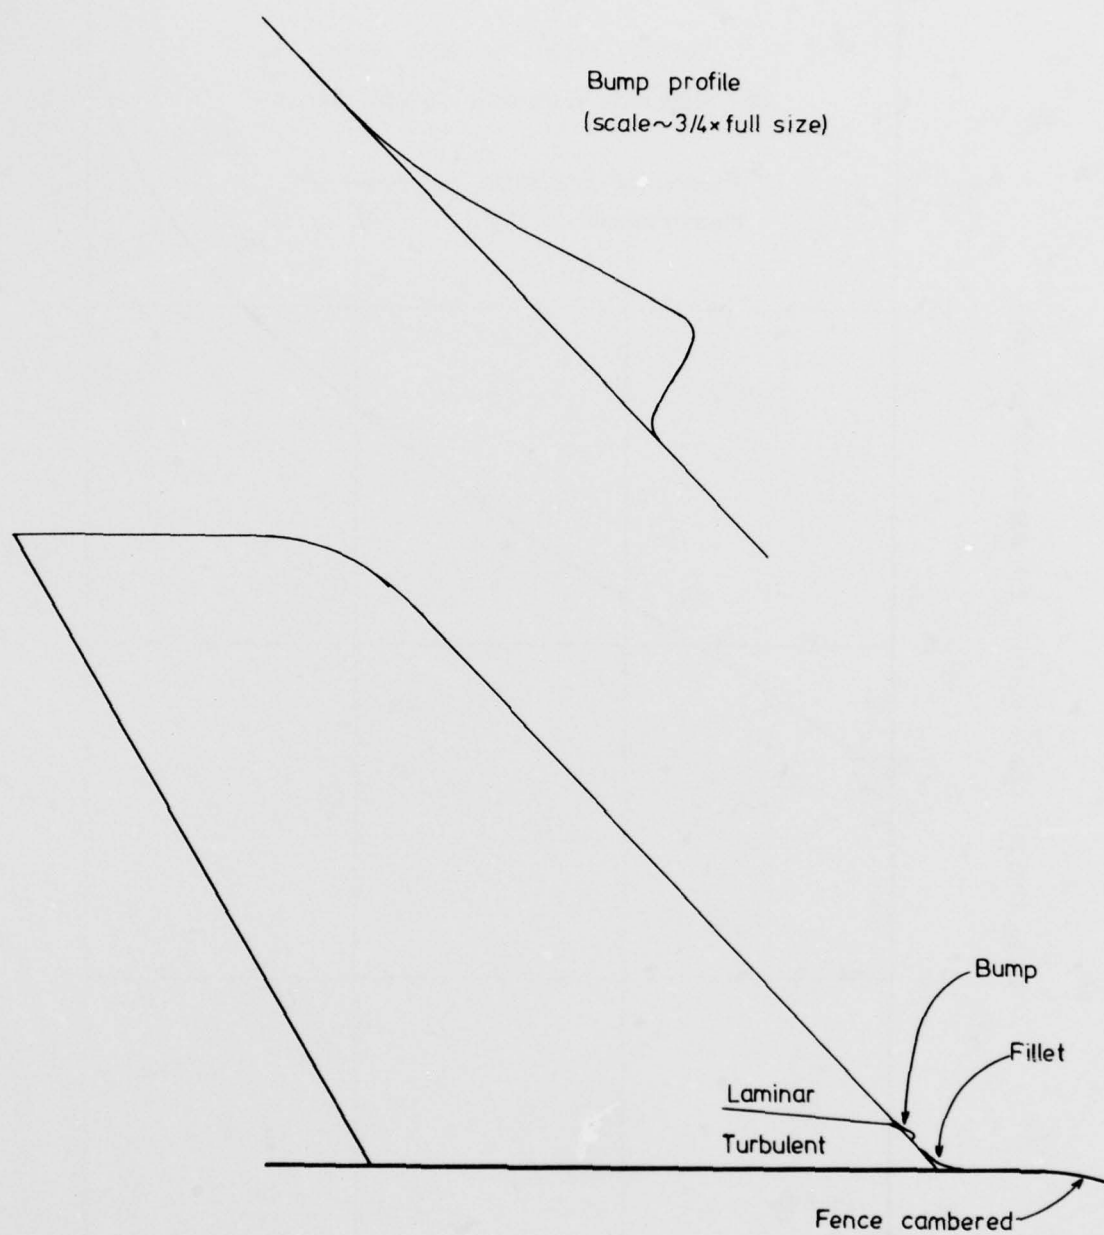 Bump profile
(scale~3/4×full size)
Bump
Fillet
Laminar
Turbulent
Fence cambered